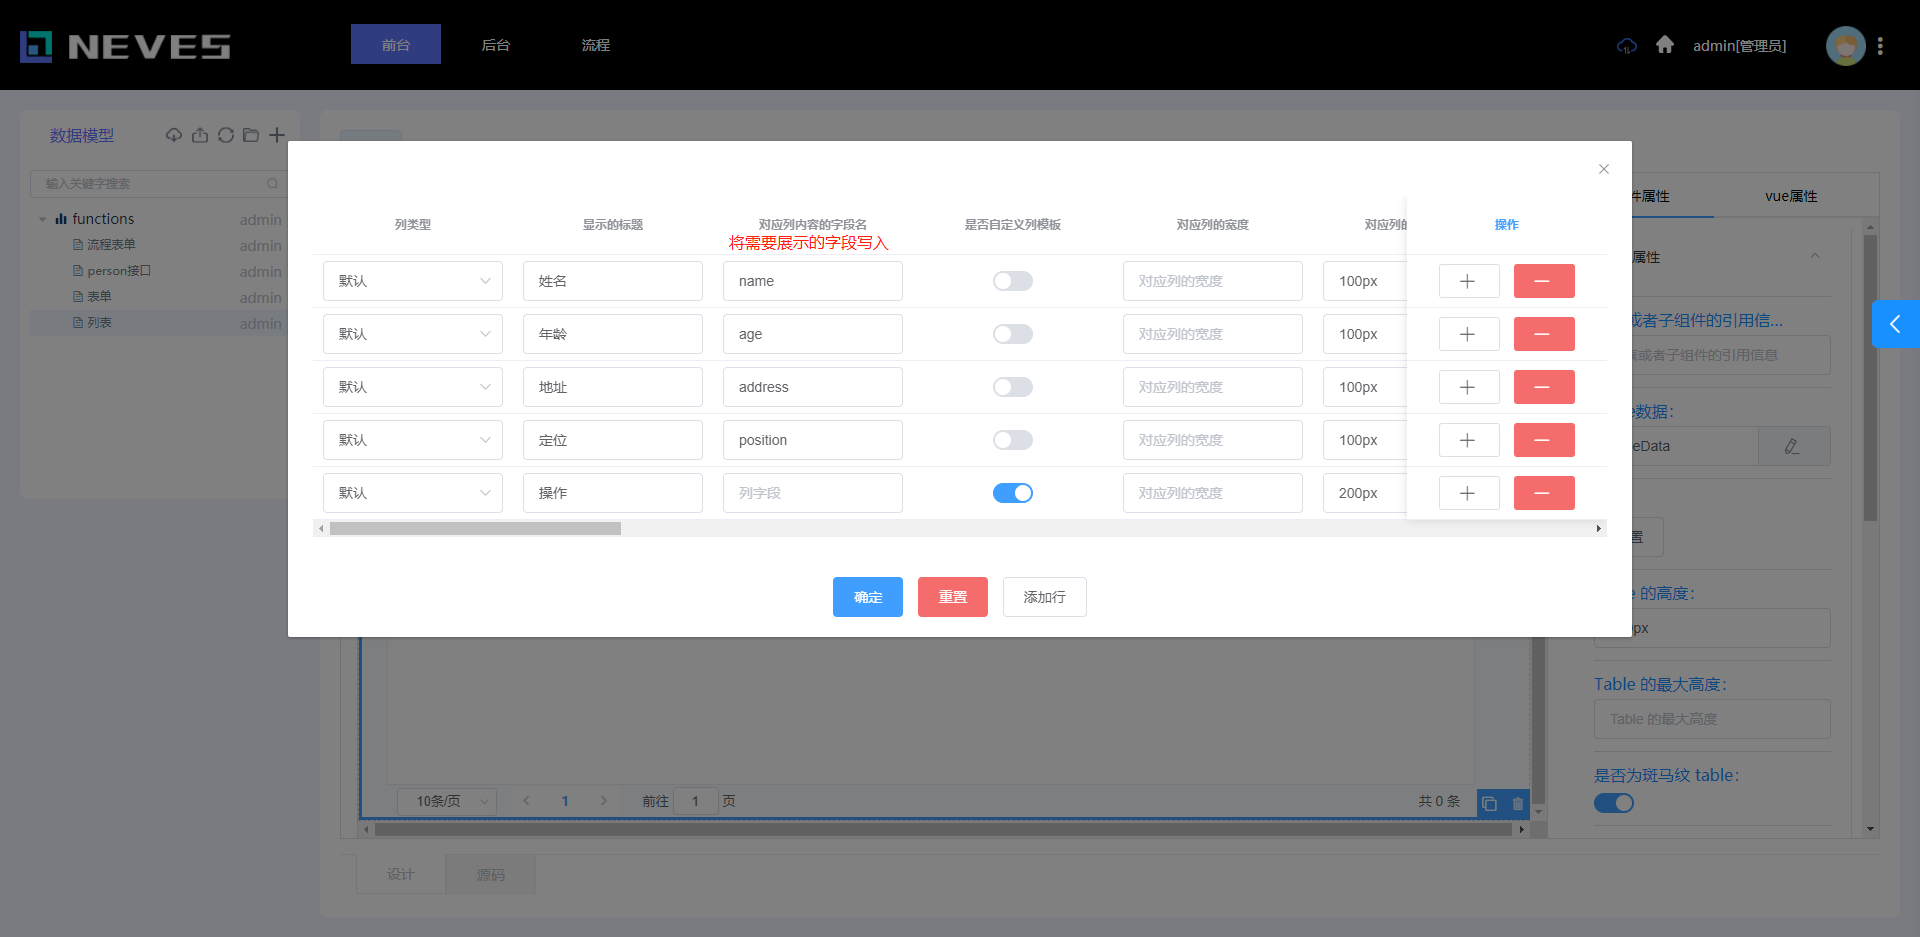 NEVES
前台
后台
流程
admin[管理员]
数据模型
输入关键字搜索
functions admin
流程表单 admin
person接口 admin
表单 admin
列表 admin
列类型 显示的标题 对应列内容的字段名 是否自定义列模板 对应列的宽度 对应列的 操作
将需要展示的字段写入
默认 姓名 name 对应列的宽度 100px
默认 年龄 age 对应列的宽度 100px
默认 地址 address 对应列的宽度 100px
默认 定位 position 对应列的宽度 100px
默认 操作 列字段 对应列的宽度 200px
确定 重置 添加行
件属性 vue属性
属性
或者子组件的引用信...
或者子组件的引用信息
数据:
eData
置
的高度:
px
Table 的最大高度:
Table 的最大高度
是否为斑马纹 table:
10条/页 1 前往 1 页 共 0 条
设计 源码